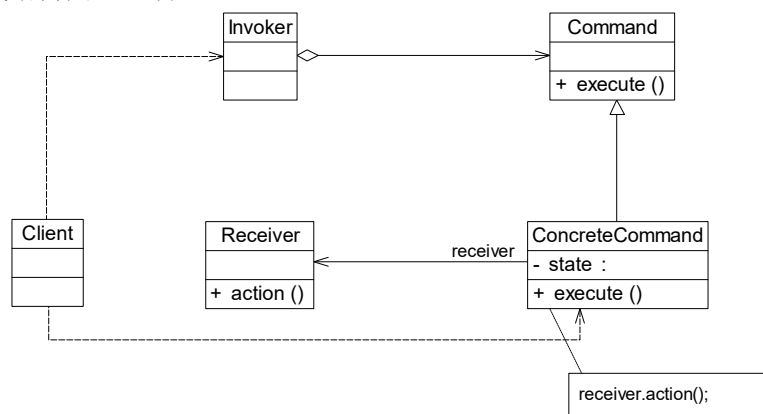 Invoker
Command
+ execute ()
Client
Receiver
+ action ()
receiver
ConcreteCommand
- state :
+ execute ()
receiver.action();